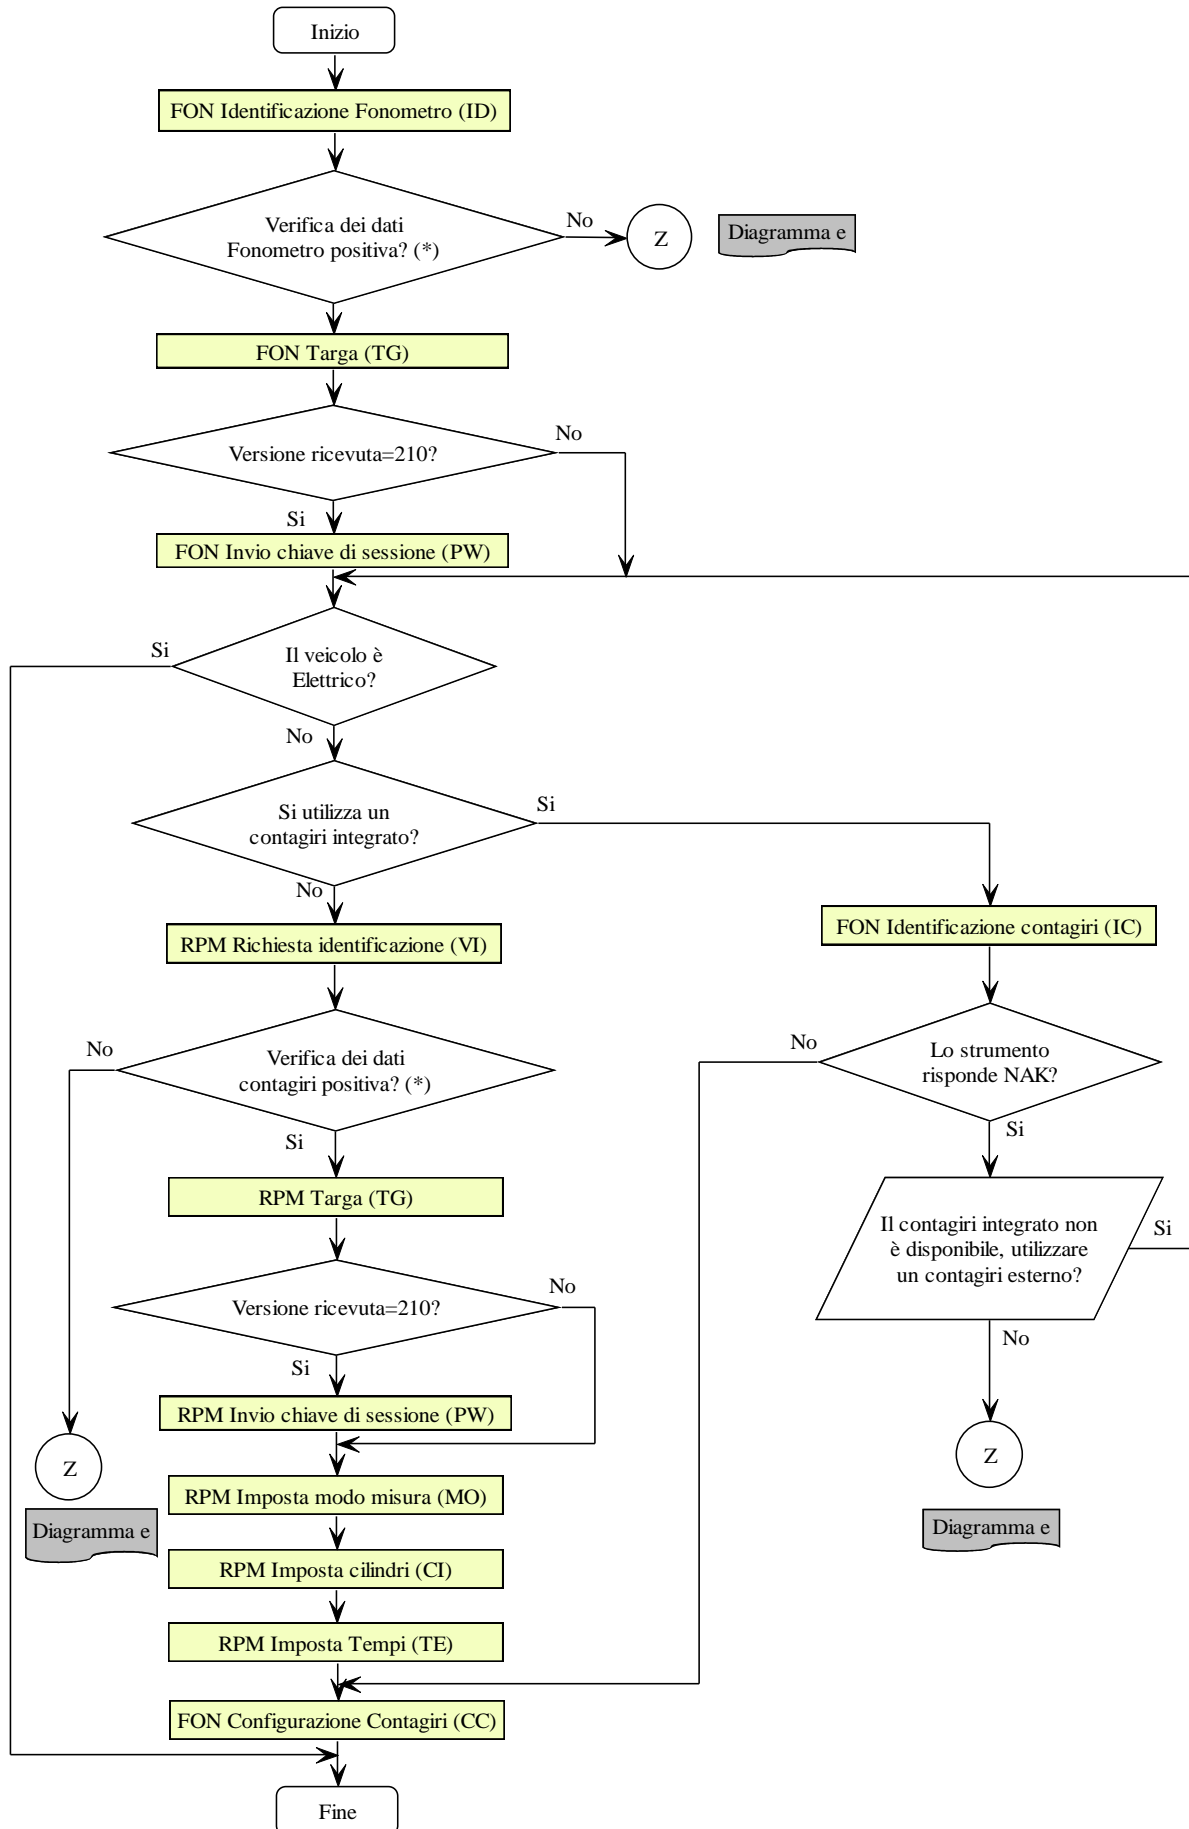 Inizio
FON Identificazione Fonometro (ID)
Verifica dei dati
Fonometro positiva? (*)
No
Z
Diagramma e
FON Targa (TG)
Versione ricevuta=210?
No
Si
FON Invio chiave di sessione (PW)
Il veicolo è
Elettrico?
Si
No
Si utilizza un
contagiri integrato?
Si
No
RPM Richiesta identificazione (VI)
FON Identificazione contagiri (IC)
Verifica dei dati
contagiri positiva? (*)
No
Si
Lo strumento
risponde NAK?
No
Si
RPM Targa (TG)
Il contagiri integrato non
è disponibile, utilizzare
un contagiri esterno?
Si
No
Versione ricevuta=210?
No
Si
RPM Invio chiave di sessione (PW)
Z
Diagramma e
Z
Diagramma e
RPM Imposta modo misura (MO)
RPM Imposta cilindri (CI)
RPM Imposta Tempi (TE)
FON Configurazione Contagiri (CC)
Fine